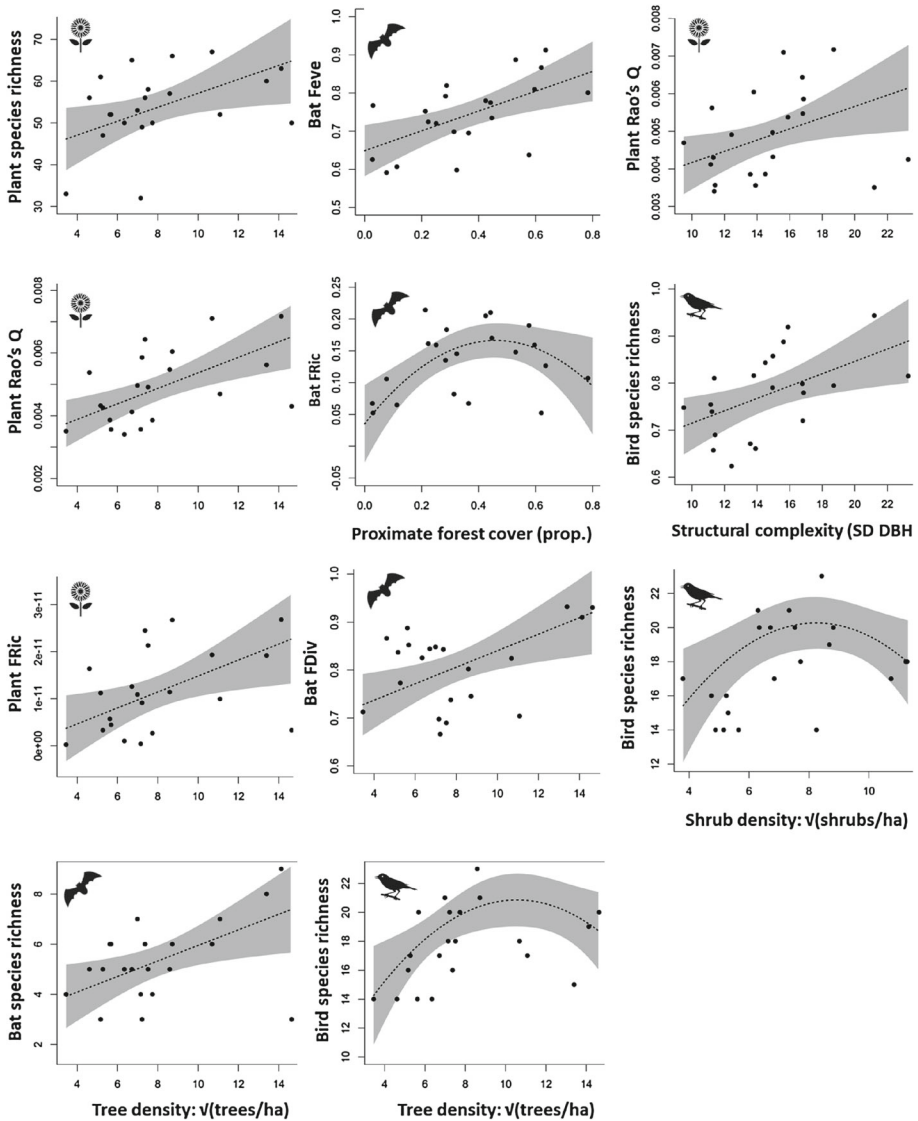 Plant species richness
70
60
50
40
30
4 6 8 10 12 14
Bat Feve
1.0
0.9
0.8
0.7
0.6
0.5
0.0 0.2 0.4 0.6 0.8
Plant Rao's Q
0.008
0.007
0.006
0.005
0.004
0.003
10 12 14 16 18 20 22
Plant Rao's Q
0.008
0.006
0.004
0.002
4 6 8 10 12 14
Bat FRic
0.25
0.20
0.15
0.10
0.05
-0.05
0.0 0.2 0.4 0.6 0.8
Proximate forest cover (prop.)
Bird species richness
1.0
0.9
0.8
0.7
0.6
10 12 14 16 18 20 22
Structural complexity (SD DBH
Plant FRic
3e-11
2e-11
1e-11
0e+00
4 6 8 10 12 14
Bat FDiv
1.0
0.9
0.8
0.7
0.6
4 6 8 10 12 14
Bird species richness
22
20
18
16
14
12
4 6 8 10
Shrub density: √(shrubs/ha)
Bat species richness
8
6
4
2
4 6 8 10 12 14
Tree density: √(trees/ha)
Bird species richness
22
20
18
16
14
12
10
4 6 8 10 12 14
Tree density: √(trees/ha)